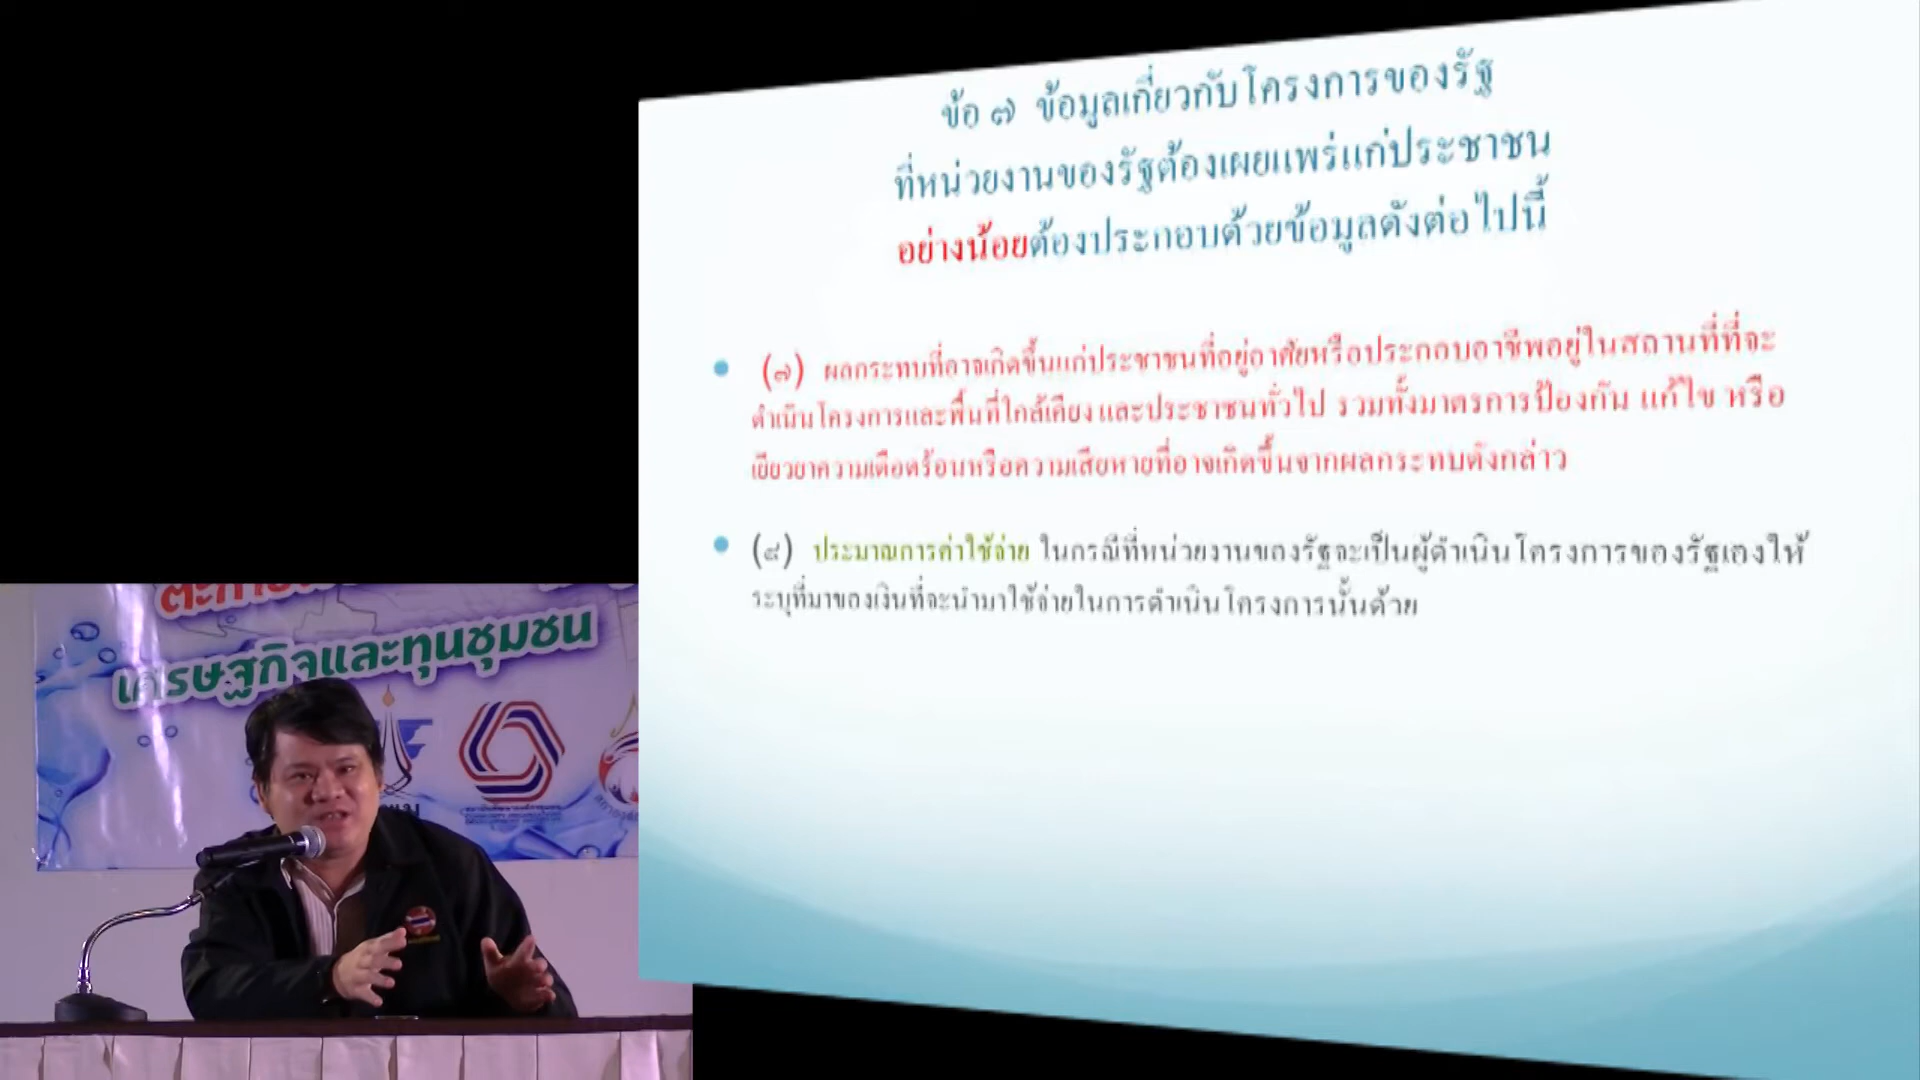 ข้อ ๗ ข้อมูลเกี่ยวกับโครงการของรัฐ
ที่หน่วยงานของรัฐต้องเผยแพร่แก่ประชาชน
อย่างน้อยต้องประกอบด้วยข้อมูลดังต่อไปนี้
(๗) ผลกระทบที่อาจเกิดขึ้นแก่ประชาชนที่อยู่อาศัยหรือประกอบอาชีพอยู่ในสถานที่ที่จะ
ดำเนินโครงการและพื้นที่ใกล้เคียง และประชาชนทั่วไป รวมทั้งมาตรการป้องกัน แก้ไข หรือ
เยียวยาความเดือดร้อนหรือความเสียหายที่อาจเกิดขึ้นจากผลกระทบดังกล่าว
(๘) ประมาณการค่าใช้จ่าย ในกรณีที่หน่วยงานของรัฐจะเป็นผู้ดำเนินโครงการของรัฐเองให้
ระบุที่มาของเงินที่จะนำมาใช้จ่ายในการดำเนินโครงการนั้นด้วย
เศรษฐกิจและทุนชุมชน